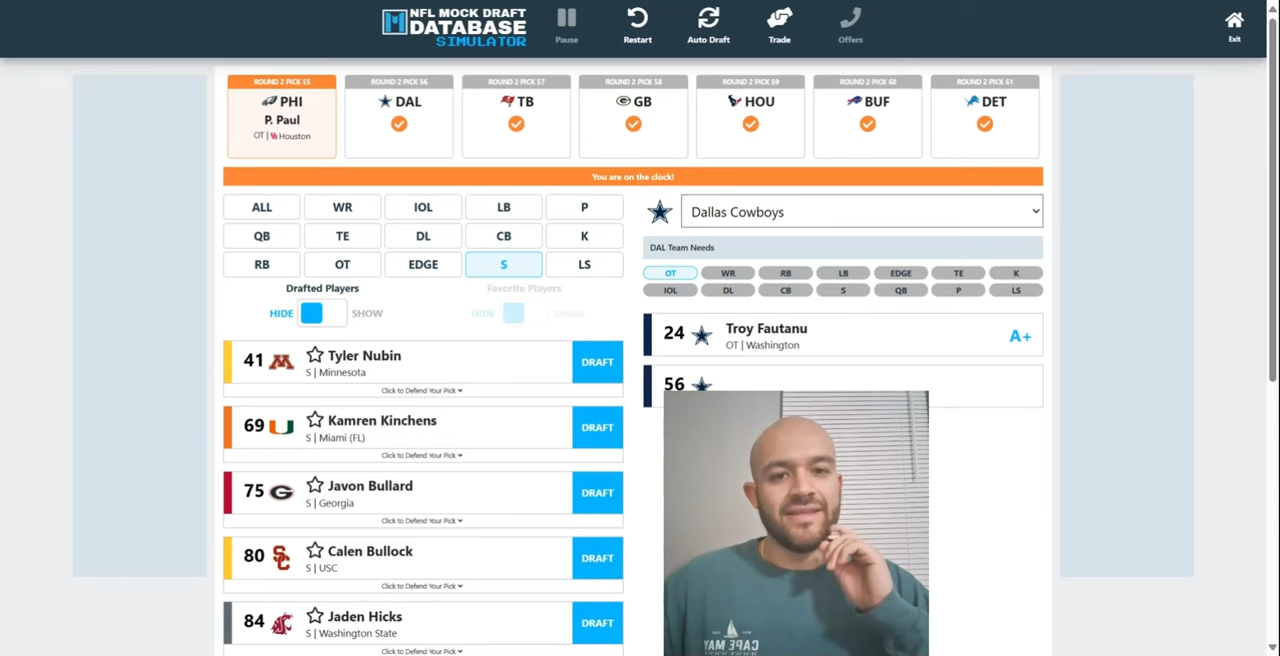 NFL MOCK DRAFT
DATABASE
SIMULATOR
Pause
Restart
Auto Draft
Trade
Offers
Exit
ROUND 2 PICK 55
PHI
P. Paul
OT | Houston
ROUND 2 PICK 56
DAL
ROUND 2 PICK 57
TB
ROUND 2 PICK 58
GB
ROUND 2 PICK 59
HOU
ROUND 2 PICK 60
BUF
ROUND 2 PICK 61
DET
You are on the clock!
ALL WR IOL LB P
QB TE DL CB K
RB OT EDGE S LS
Drafted Players
HIDE SHOW
Favorite Players
HIDE SHOW
41 Tyler Nubin
S | Minnesota
DRAFT
Click to Defend Your Pick
69 Kamren Kinchens
S | Miami (FL)
DRAFT
Click to Defend Your Pick
75 Javon Bullard
S | Georgia
DRAFT
Click to Defend Your Pick
80 Calen Bullock
S | USC
DRAFT
Click to Defend Your Pick
84 Jaden Hicks
S | Washington State
DRAFT
Click to Defend Your Pick
Dallas Cowboys
DAL Team Needs
OT WR RB LB EDGE TE K
IOL DL CB S QB P LS
24 Troy Fautanu
OT | Washington
A+
56
CAPE MAY